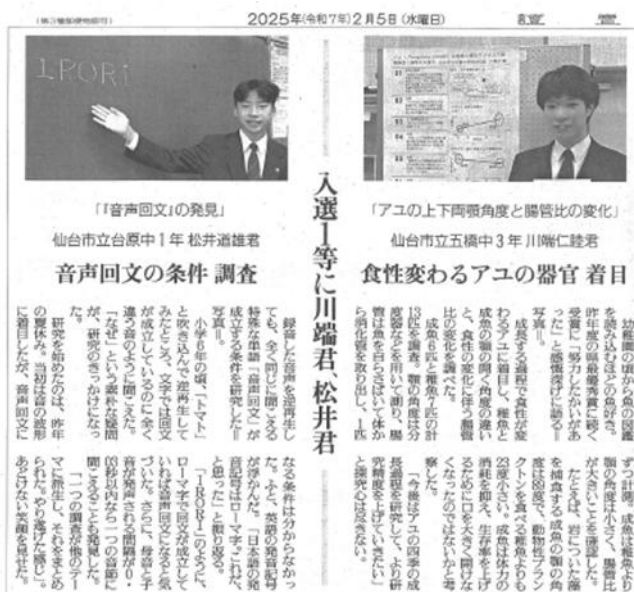 (第3種郵便物認可)
2025年(令和7年)2月5日(水曜日)
讀 賣
IRORi
入選1等に川端君、松井君
「アユの上下両顎角度と腸管比の変化」
仙台市立五橋中3年 川端仁睦君
食性変わるアユの器官 着目
幼稚園の頃から魚の図鑑
を読み込むほどの魚好き。
昨年度の県最優秀賞に続く
受賞に「努力したかいがあ
った」と感慨深げに語る＝
写真＝。
成長する過程で食性が変
わるアユに着目し、稚魚と
成魚の顎の開く角度の違い
と、食性の変化に伴う腸管
比の変化を調べた。
成魚6匹と稚魚7匹の計
13匹を調査。顎の角度は分
度器などを用いて測り、腸
管は魚を自らさばいて体か
ら消化管を取り出し、1匹
ずつ計測。成魚は稚魚より
顎の角度は小さく、腸管比
が大きいことを確認した。
たとえば、岩についた藻
を捕食する成魚の顎の角
度は度で、動物性プラン
クトンを食べる稚魚よりも
23度小さい。成魚は体力の
消耗を抑え、生存率を上げ
るために口を大きく開けな
くなったのではないかと考
察した。
「今後はアユの四季の成
長過程を研究して、より研
究精度を上げていきたい」
と探究心は尽きない。
「『音声回文』の発見」
仙台市立台原中1年 松井道雄君
音声回文の条件 調査
録音した音声を逆再生し
ても、全く同じに聞こえる
特殊な単語「音声回文」が
成立する条件を研究した＝
写真＝。
小学6年の頃、「トマト」
と吹き込んで逆再生して
みたところ、文字では回文
が成立しているのに全く
違う音のように聞こえた。
「なぜ」という素朴な疑問
が、研究のきっかけになっ
た。
研究を始めたのは、昨年
の夏休み。当初は音の波形
に着目したが、音声回文に
なる条件は分からなかっ
た。ふと、英語の発音記号
が浮かんだ。「日本語の発
音記号はローマ字。これだ、
と思った」と振り返る。
「IRORI」のように、
ローマ字で回文が成立して
いれば音声回文になると気
づいた。さらに、母音と子
音が発声される間隔が0・
03秒以内なら一つの音節に
聞こえることも発見した。
「一つの調査が他のテー
マに派生し、それをまとめ
られた。やり遂げた感じ」。
あどけない笑顔を見せた。